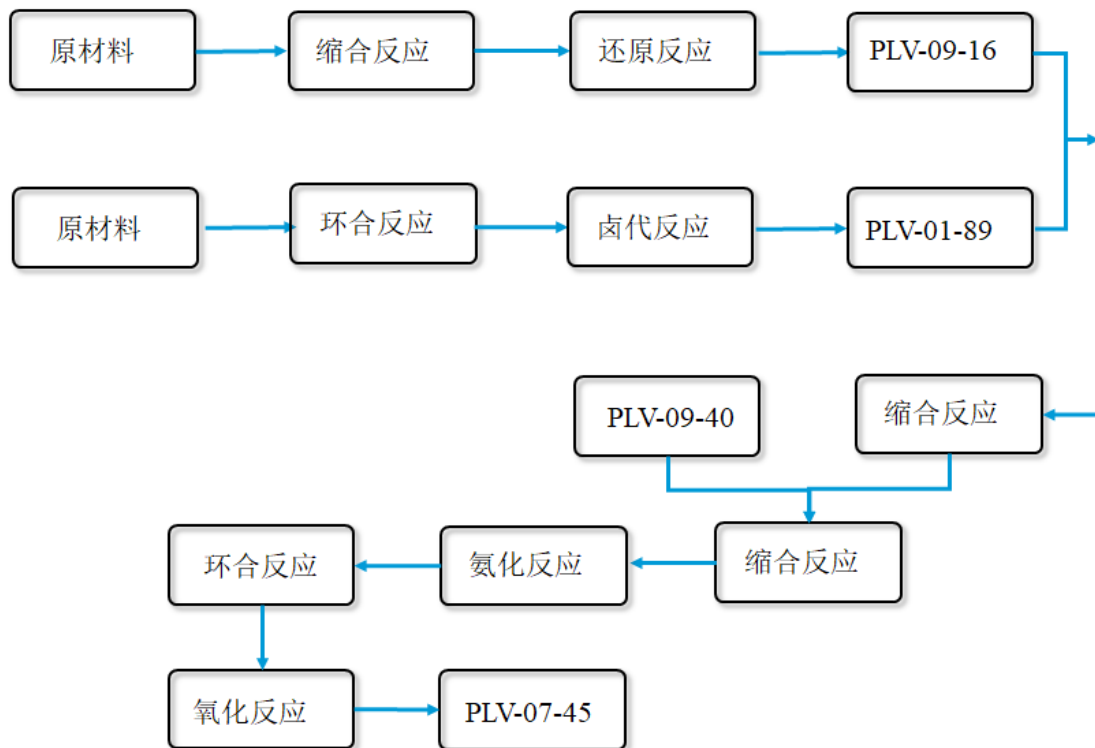 原材料
缩合反应
还原反应
PLV-09-16
原材料
环合反应
卤代反应
PLV-01-89
PLV-09-40
缩合反应
环合反应
氨化反应
缩合反应
氧化反应
PLV-07-45